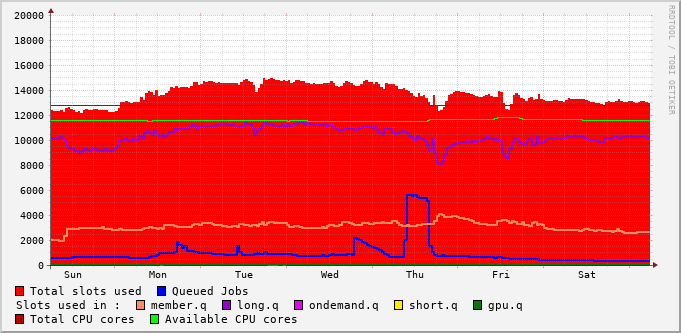 20000
18000
16000
14000
12000
10000
8000
6000
4000
2000
0
Sun Mon Tue Wed Thu Fri Sat
RRDTOOL / TOBI OETIKER
Total slots used Queued Jobs
Slots used in : member.q long.q ondemand.q short.q gpu.q
Total CPU cores Available CPU cores